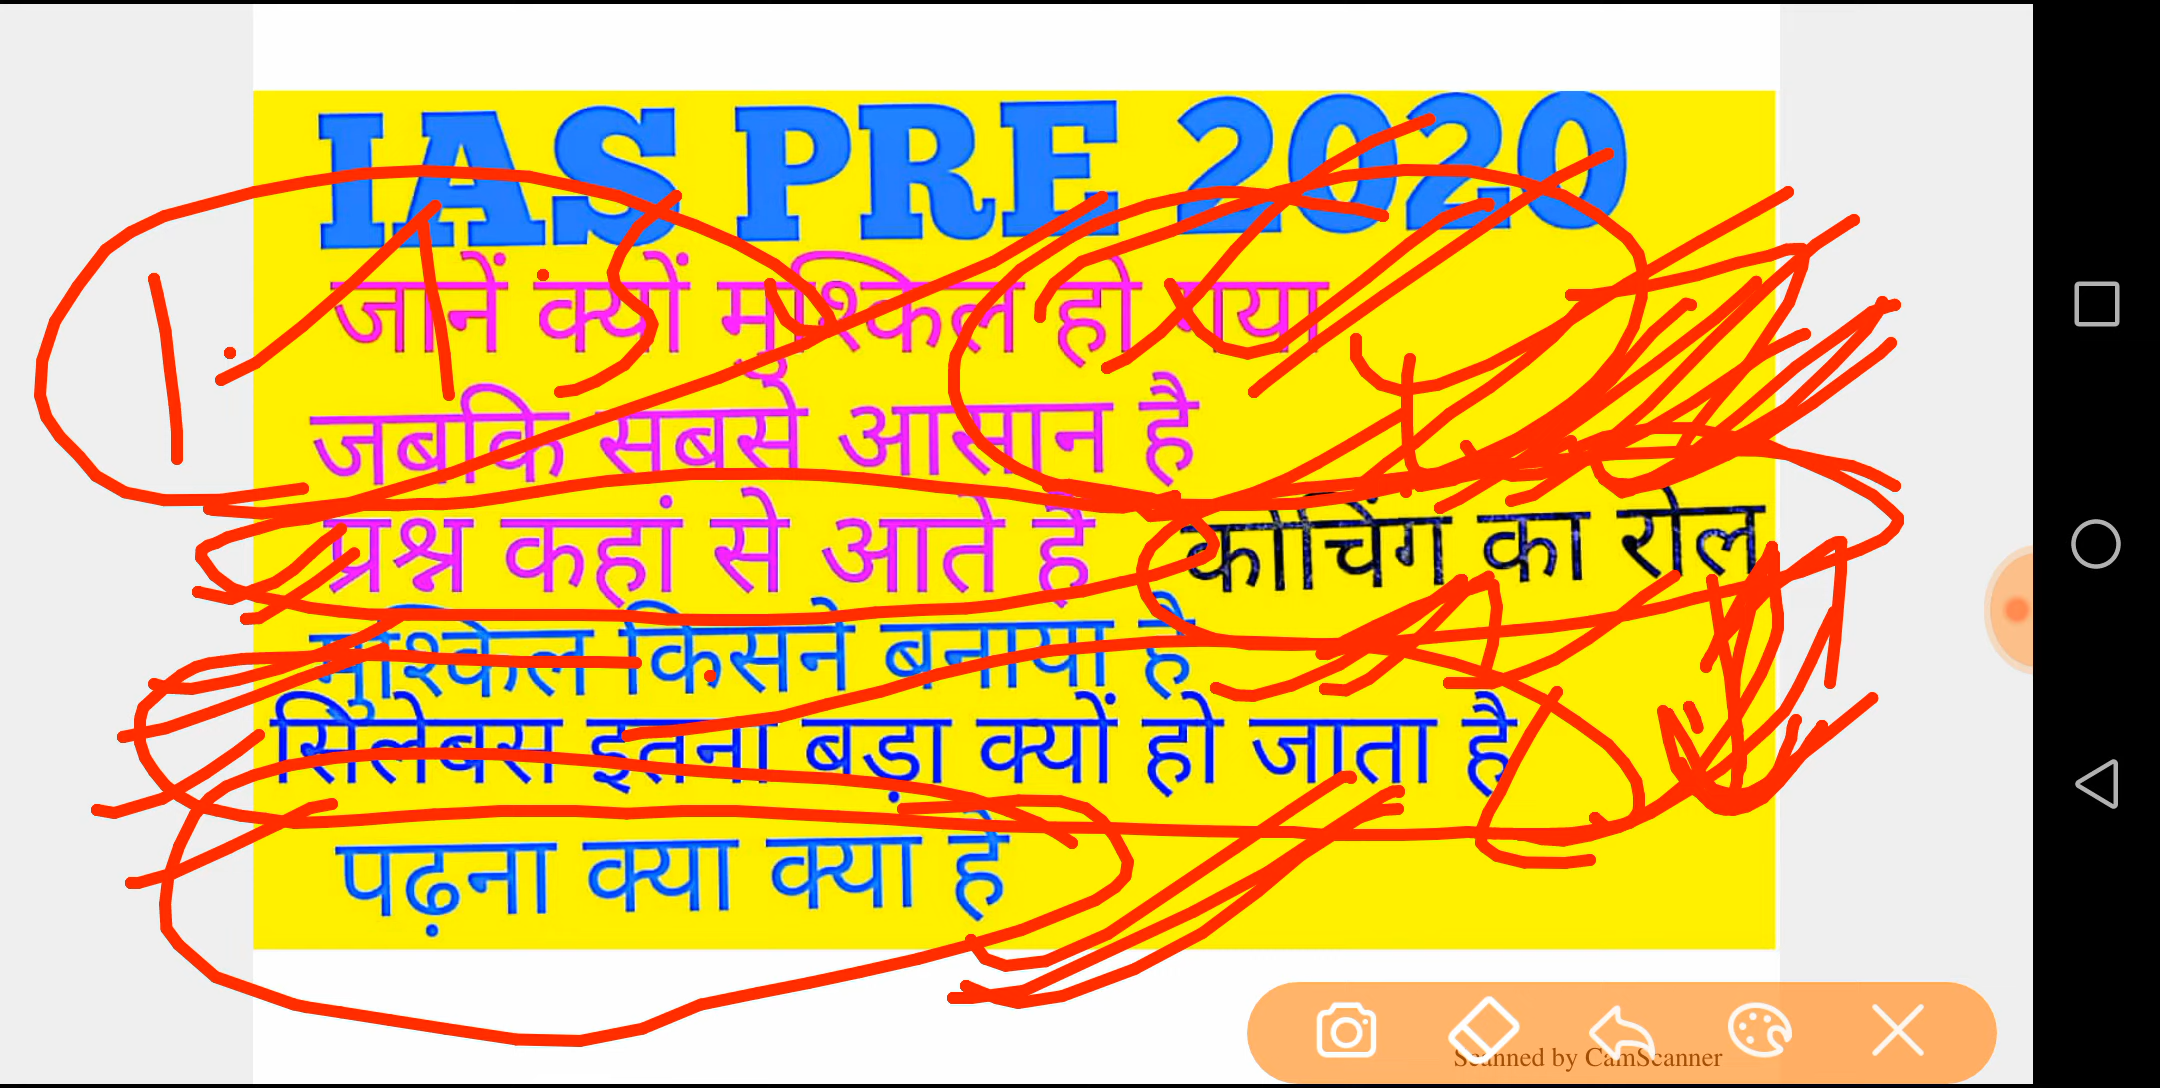 IAS PRE 2020
जानें क्यों मुश्किल हो गया
जबकि सबसे आसान है
प्रश्न कहां से आते है कोचिंग का रोल
मुश्किल किसने बनाया है
सिलेबस इतना बड़ा क्यों हो जाता है
पढ़ना क्या क्या है
Scanned by CamScanner